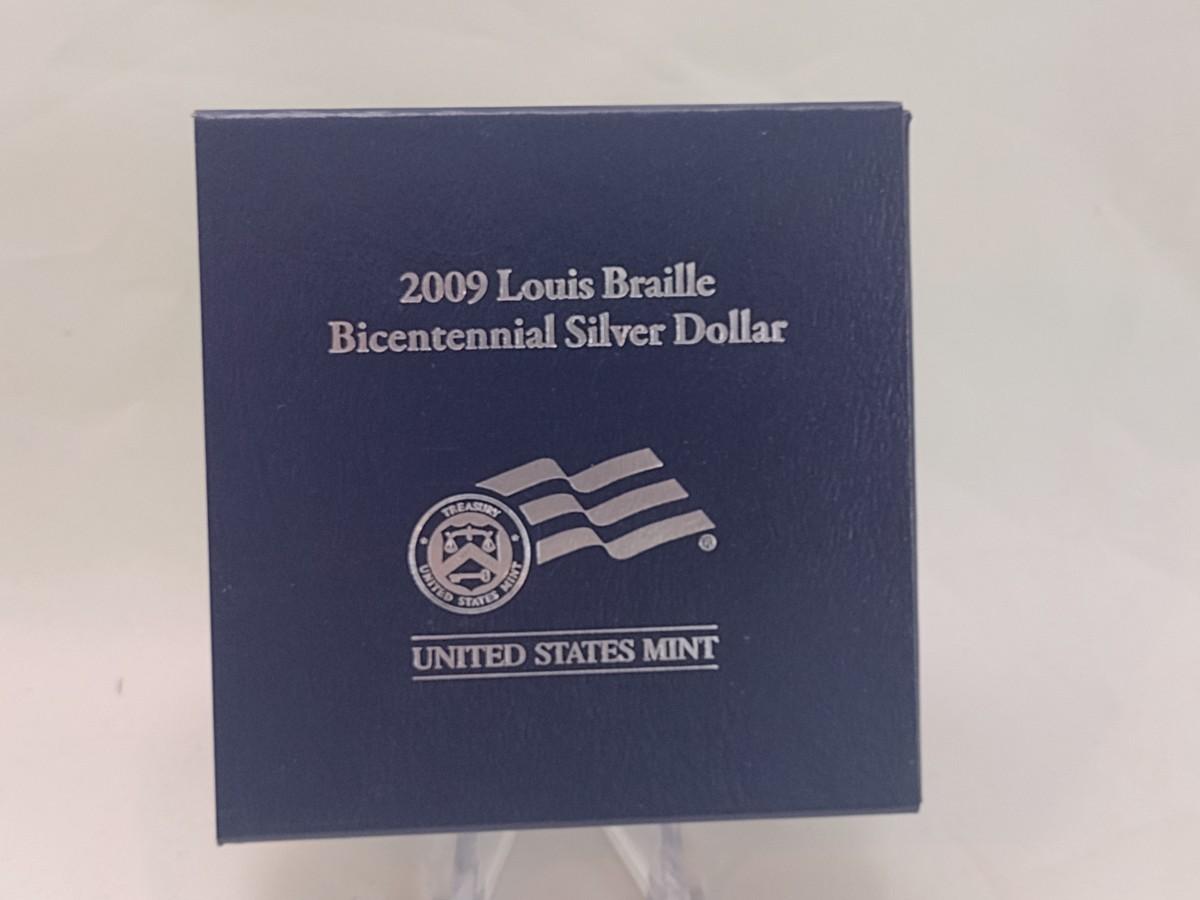 2009 Louis Braille
Bicentennial Silver Dollar
TREASURY
UNITED STATES MINT
®
UNITED STATES MINT